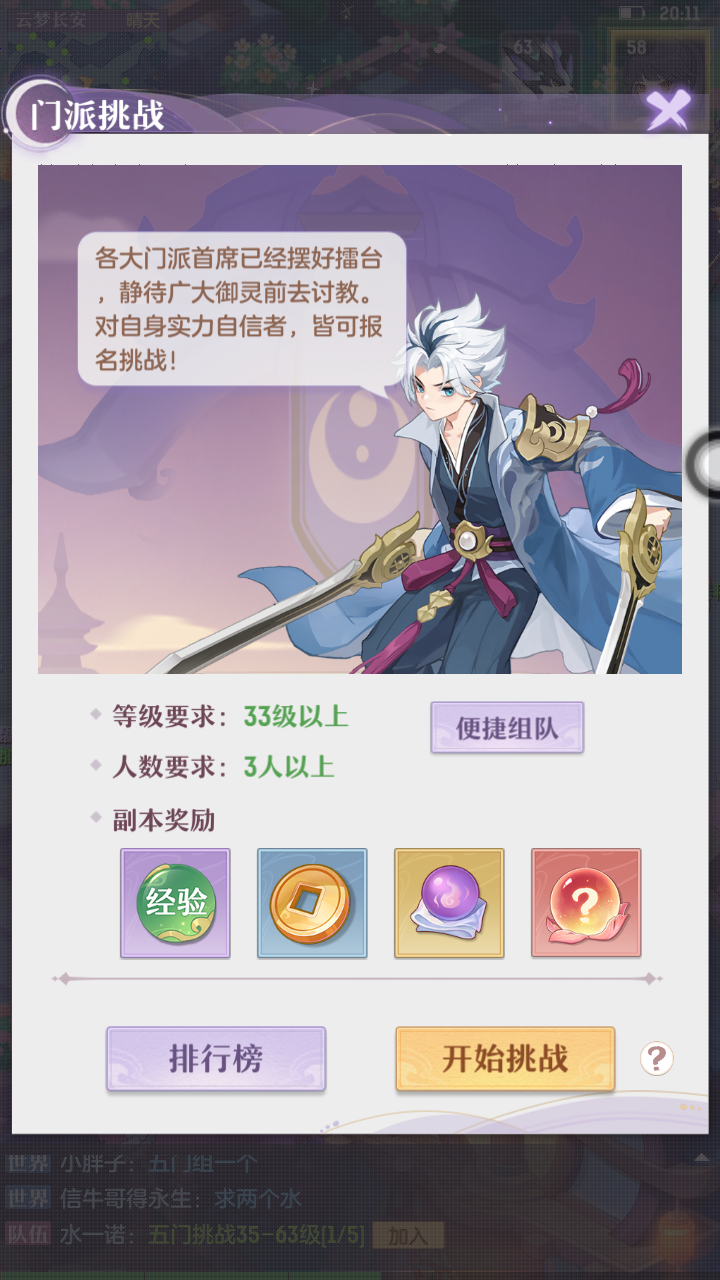 云梦长安 晴天 20:11
63 58
门派挑战
各大门派首席已经摆好擂台
，静待广大御灵前去讨教。
对自身实力自信者，皆可报
名挑战！
等级要求：33级以上
便捷组队
人数要求：3人以上
副本奖励
经验
?
排行榜
开始挑战
?
世界 小胖子：五门组一个
世界 信牛哥得永生：求两个水
队伍 水一诺：五门挑战35-63级[1/5] 加入